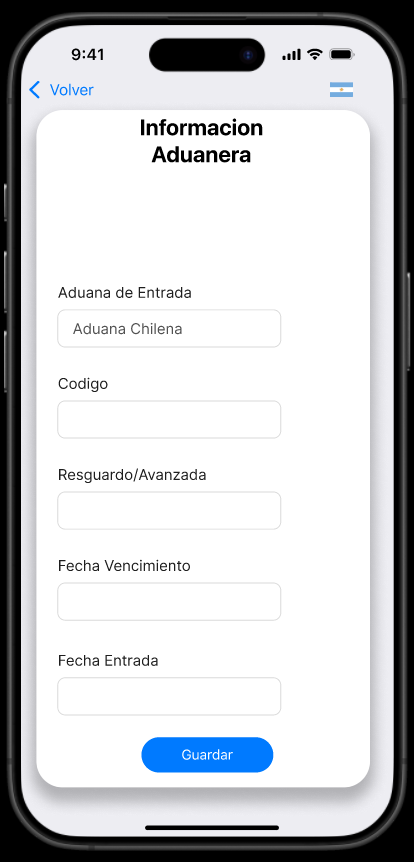 9:41
Volver
Informacion
Aduanera
Aduana de Entrada
Aduana Chilena
Codigo
Resguardo/Avanzada
Fecha Vencimiento
Fecha Entrada
Guardar